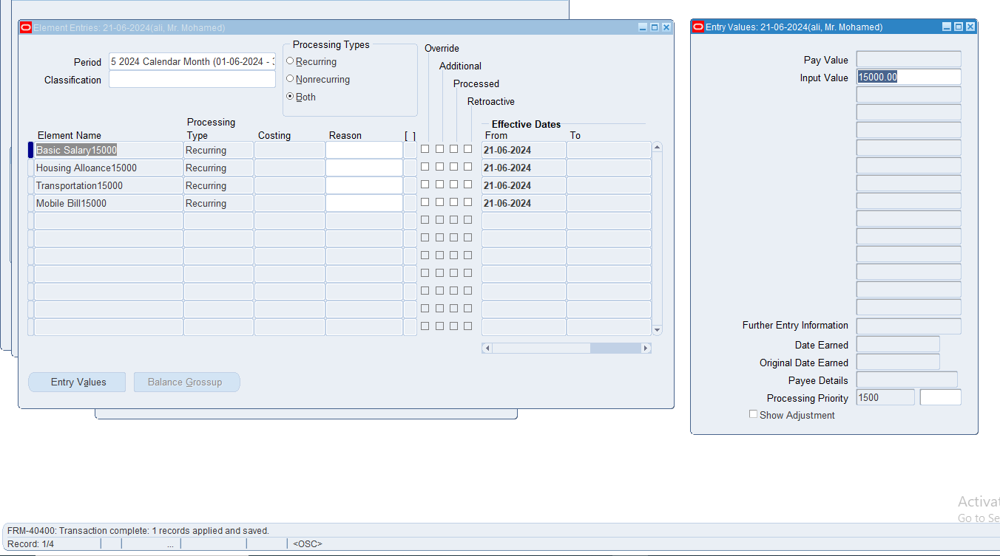 Element Entries: 21-06-2024(ali, Mr. Mohamed)
Period 5 2024 Calendar Month (01-06-2024 -
Classification
Processing Types
Recurring
Nonrecurring
Both
Override
Additional
Processed
Retroactive
Effective Dates
Element Name Processing Type Costing Reason [ ] From To
Basic Salary15000 Recurring 21-06-2024
Housing Alloance15000 Recurring 21-06-2024
Transportation15000 Recurring 21-06-2024
Mobile Bill15000 Recurring 21-06-2024
Entry Values Balance Grossup
Entry Values: 21-06-2024(ali, Mr. Mohamed)
Pay Value
Input Value 15000.00
Further Entry Information
Date Earned
Original Date Earned
Payee Details
Processing Priority 1500
Show Adjustment
Activat
Go to Se
FRM-40400: Transaction complete: 1 records applied and saved.
Record: 1/4 ... <OSC>